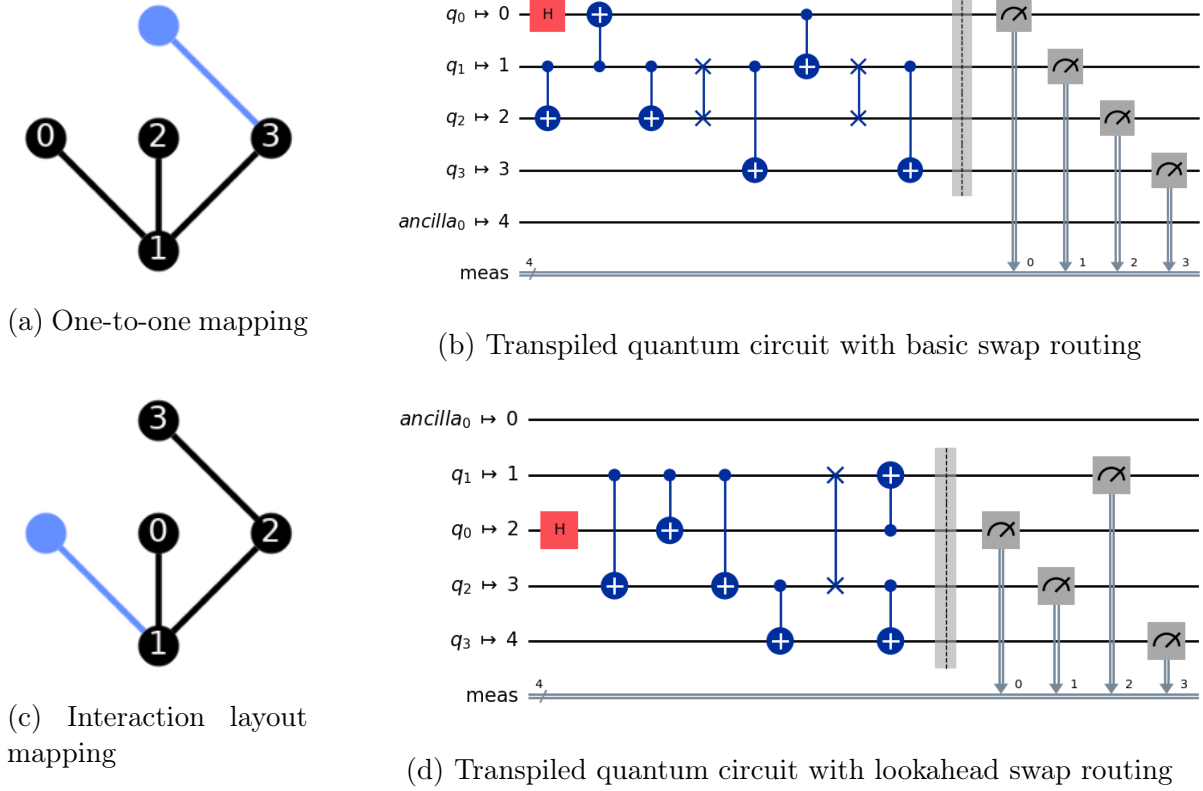 0
2
3
1
(a) One-to-one mapping
q0 ↦ 0
H
q1 ↦ 1
q2 ↦ 2
q3 ↦ 3
ancilla0 ↦ 4
4
meas
0
1
2
3
(b) Transpiled quantum circuit with basic swap routing
3
0
2
1
(c) Interaction layout
mapping
ancilla0 ↦ 0
q1 ↦ 1
q0 ↦ 2
H
q2 ↦ 3
q3 ↦ 4
4
meas
0
1
2
3
(d) Transpiled quantum circuit with lookahead swap routing